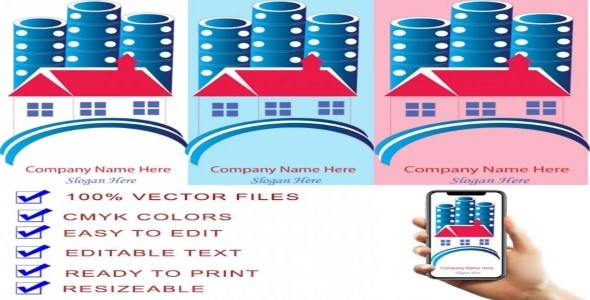 Company Name Here
Slogan Here
Company Name Here
Slogan Here
Company Name Here
Slogan Here
100% VECTOR FILES
CMYK COLORS
EASY TO EDIT
EDITABLE TEXT
READY TO PRINT
RESIZEABLE
Company Name Here
Slogan Here